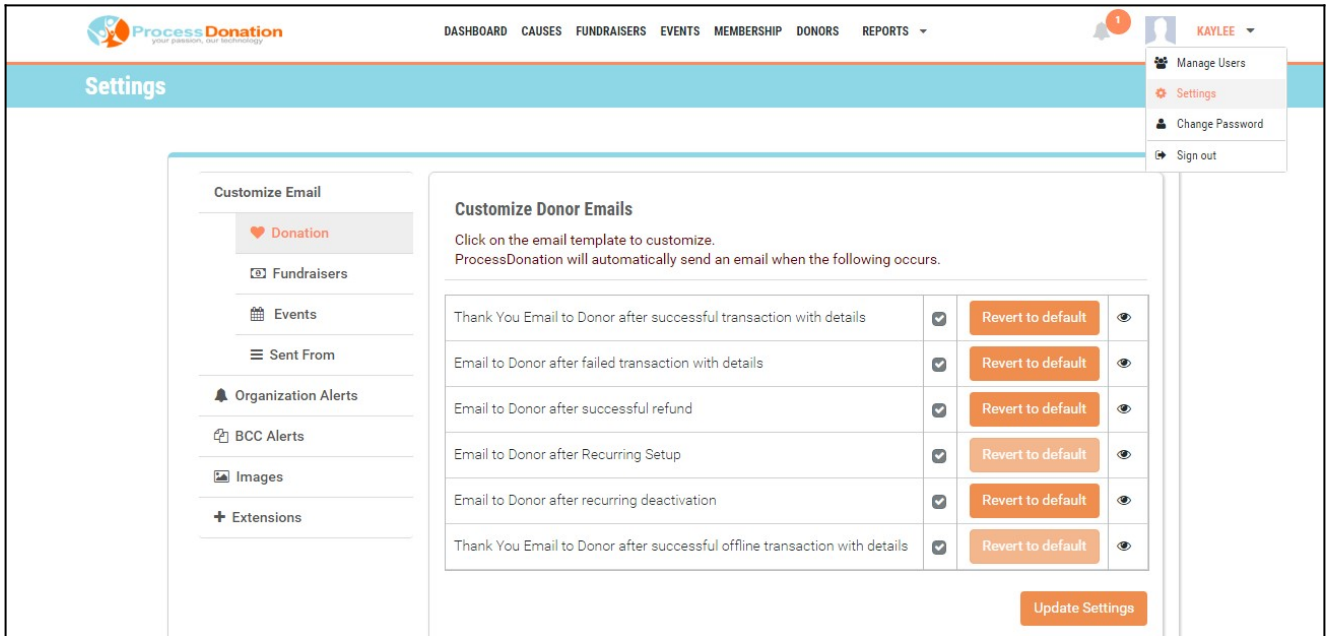 ProcessDonation
your passion, our technology
DASHBOARD CAUSES FUNDRAISERS EVENTS MEMBERSHIP DONORS REPORTS
1
KAYLEE
Manage Users
Settings
Change Password
Sign out
Settings
Customize Email
Donation
Fundraisers
Events
Sent From
Organization Alerts
BCC Alerts
Images
Extensions
Customize Donor Emails
Click on the email template to customize.
ProcessDonation will automatically send an email when the following occurs.
Thank You Email to Donor after successful transaction with details Revert to default
Email to Donor after failed transaction with details Revert to default
Email to Donor after successful refund Revert to default
Email to Donor after Recurring Setup Revert to default
Email to Donor after recurring deactivation Revert to default
Thank You Email to Donor after successful offline transaction with details Revert to default
Update Settings